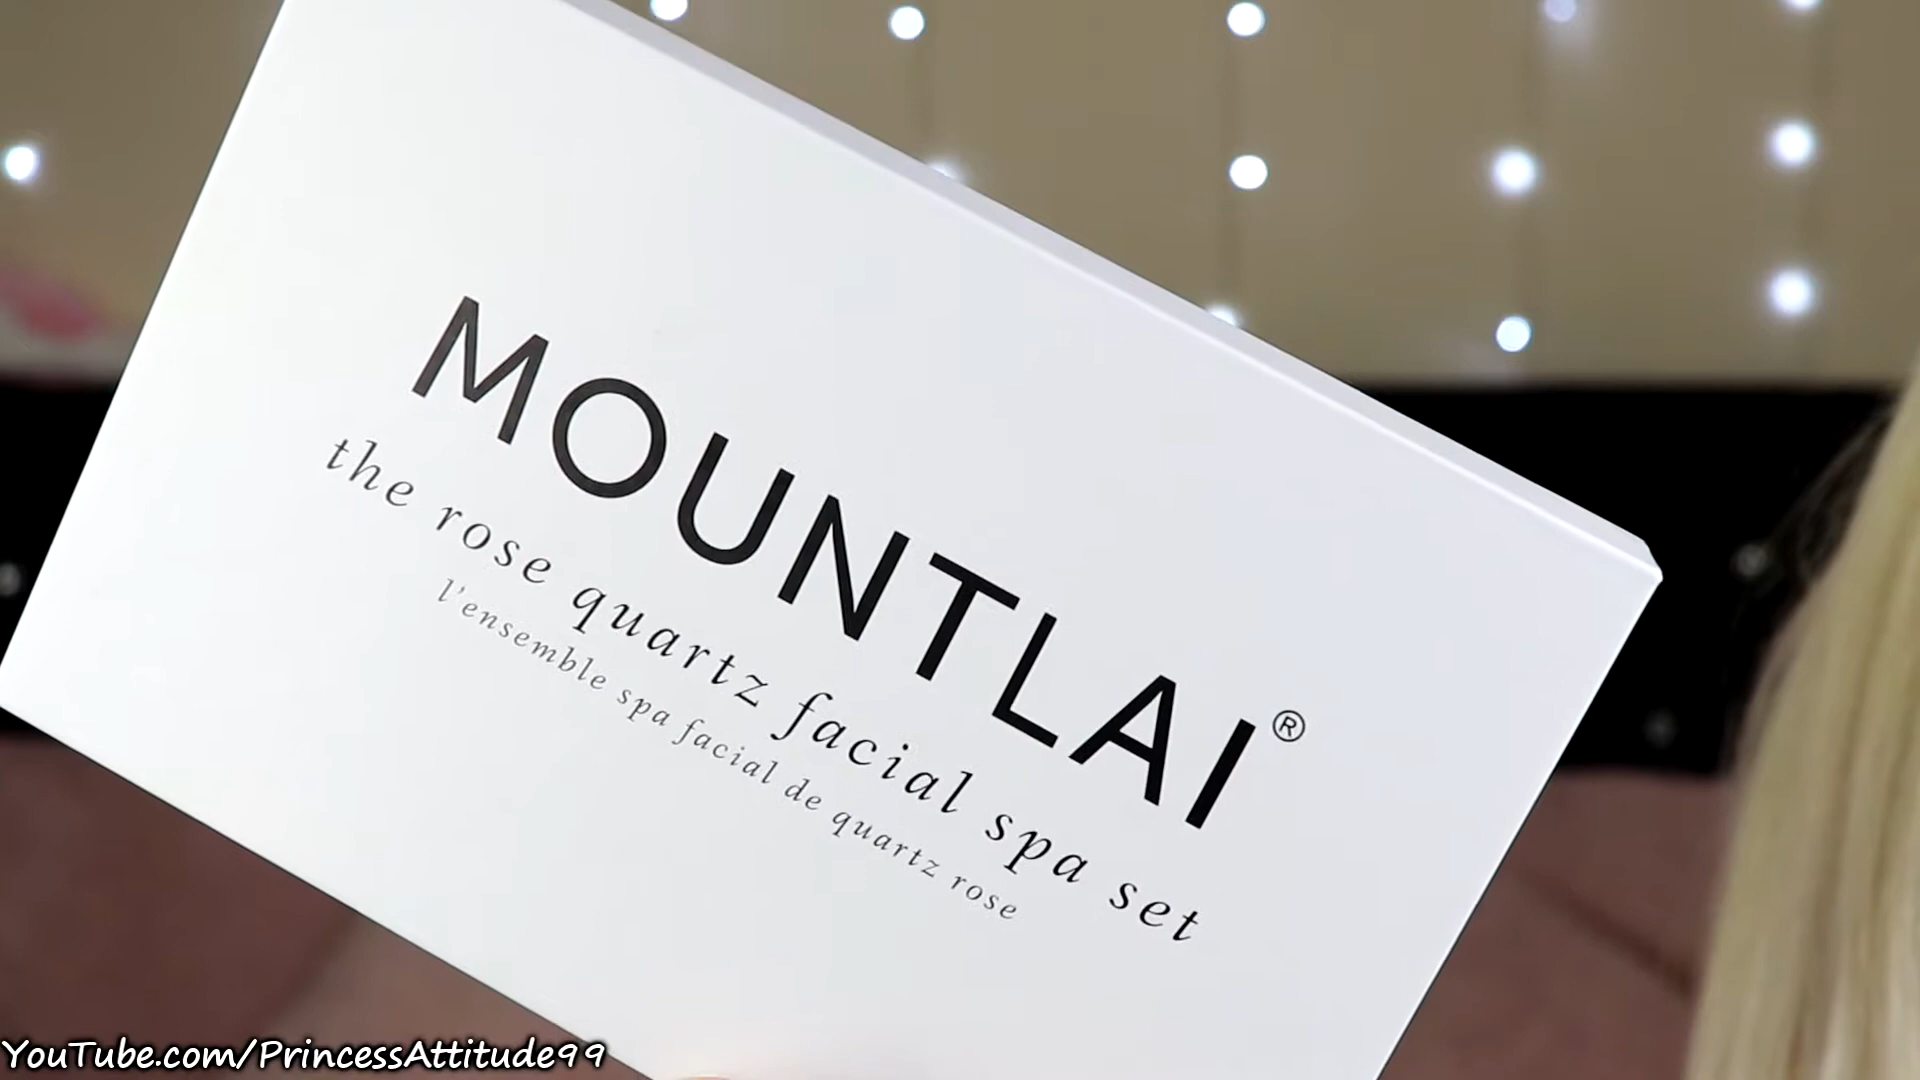 MOUNTLAI®
the rose quartz facial spa set
l'ensemble spa facial de quartz rose
YouTube.com/PrincessAttitude99